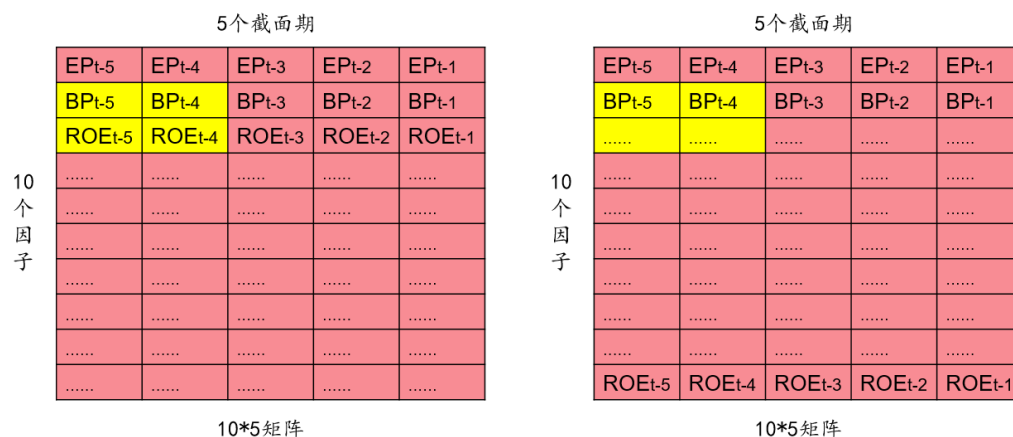 5个截面期
EPt-5 EPt-4 EPt-3 EPt-2 EPt-1
BPt-5 BPt-4 BPt-3 BPt-2 BPt-1
ROEt-5 ROEt-4 ROEt-3 ROEt-2 ROEt-1
...... ...... ...... ...... ......
...... ...... ...... ...... ......
...... ...... ...... ...... ......
...... ...... ...... ...... ......
...... ...... ...... ...... ......
...... ...... ...... ...... ......
...... ...... ...... ...... ......
10
个
因
子
10*5矩阵
5个截面期
EPt-5 EPt-4 EPt-3 EPt-2 EPt-1
BPt-5 BPt-4 BPt-3 BPt-2 BPt-1
...... ...... ...... ...... ......
...... ...... ...... ...... ......
...... ...... ...... ...... ......
...... ...... ...... ...... ......
...... ...... ...... ...... ......
...... ...... ...... ...... ......
...... ...... ...... ...... ......
ROEt-5 ROEt-4 ROEt-3 ROEt-2 ROEt-1
10
个
因
子
10*5矩阵